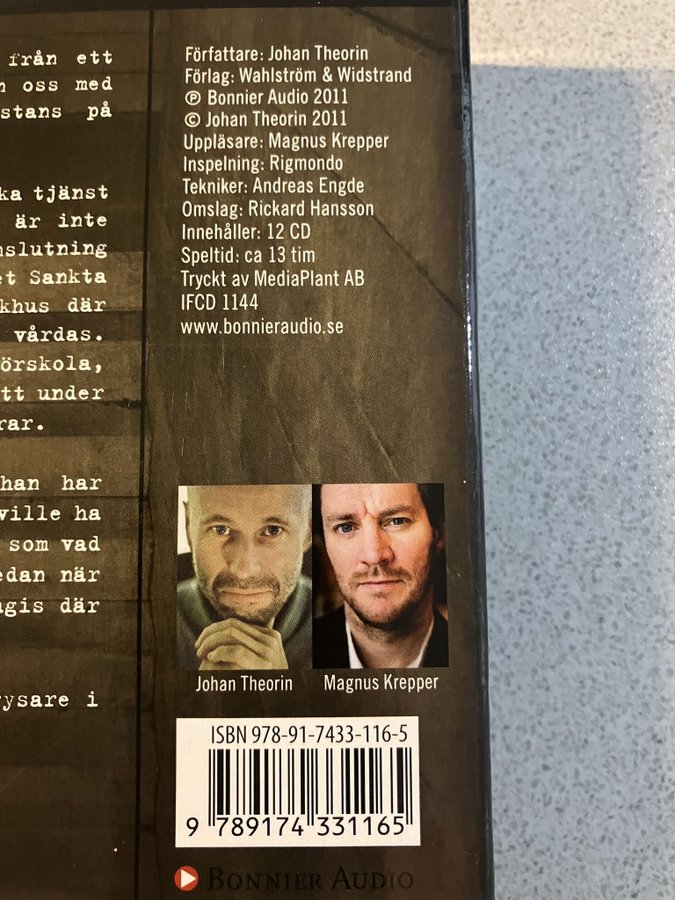 från ett
oss med
stans på
ka tjänst
är inte
nslutning
et Sankta
khus där
vårdas.
örskola,
tt under
rar.
han har
ville ha
som vad
edan när
agis där
ysare i
Författare: Johan Theorin
Förlag: Wahlström & Widstrand
℗ Bonnier Audio 2011
© Johan Theorin 2011
Uppläsare: Magnus Krepper
Inspelning: Rigmondo
Tekniker: Andreas Engde
Omslag: Rickard Hansson
Innehåller: 12 CD
Speltid: ca 13 tim
Tryckt av MediaPlant AB
IFCD 1144
www.bonnieraudio.se
Johan Theorin
Magnus Krepper
ISBN 978-91-7433-116-5
9 789174 331165
BONNIER AUDIO